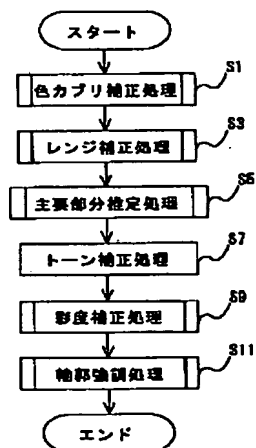 スタート
色カブリ補正処理
S1
レンジ補正処理
S3
主要部分推定処理
S5
トーン補正処理
S7
彩度補正処理
S9
輪郭強調処理
S11
エンド